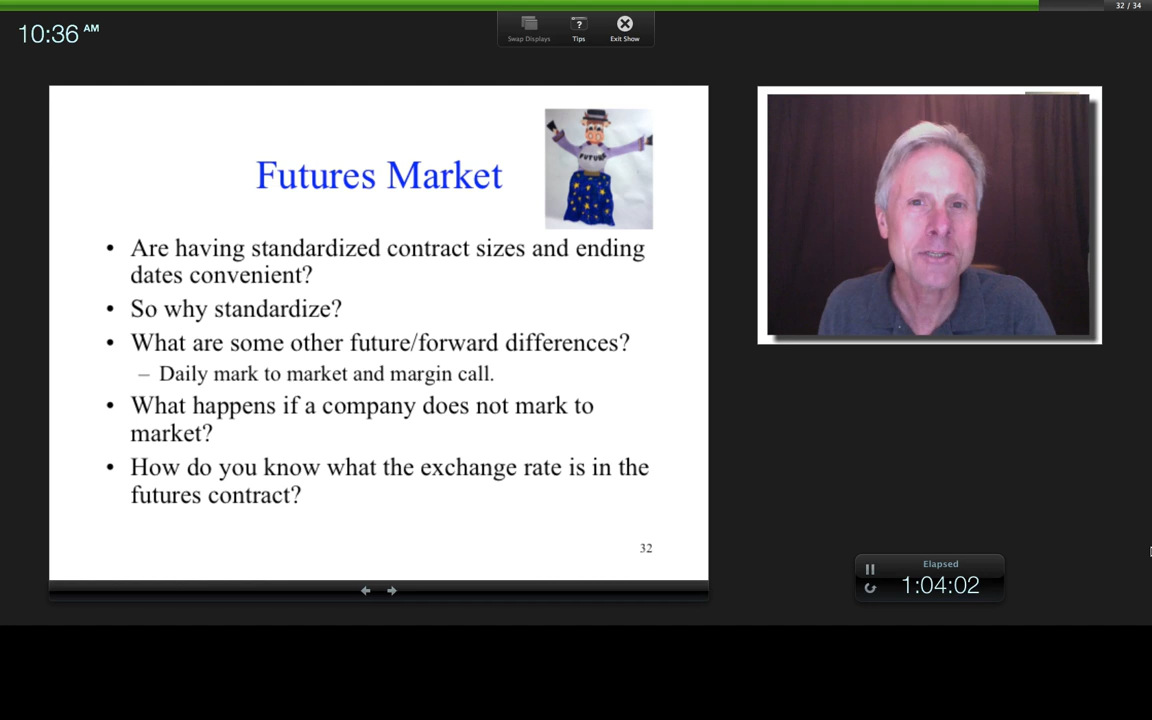 32 / 34
10:36 AM
Swap Displays
Tips
Exit Show
Futures Market
FUTURE
• Are having standardized contract sizes and ending
dates convenient?
• So why standardize?
• What are some other future/forward differences?
– Daily mark to market and margin call.
• What happens if a company does not mark to
market?
• How do you know what the exchange rate is in the
futures contract?
32
Elapsed
1:04:02